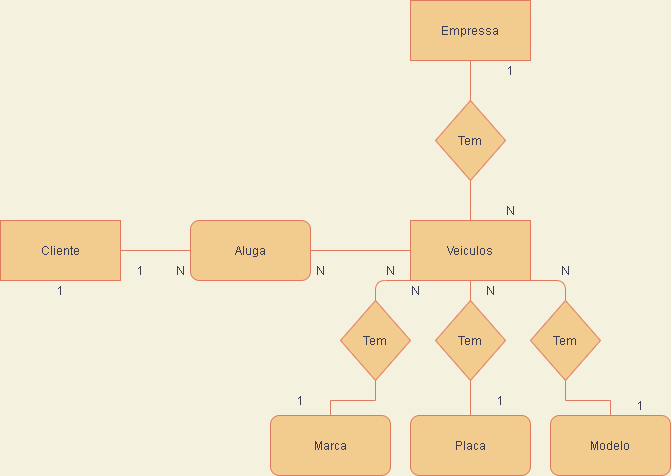 Empressa
1
Tem
N
Cliente
Aluga
Veiculos
1
1
N
N
N
N
N
N
Tem
Tem
Tem
1
1
1
Marca
Placa
Modelo